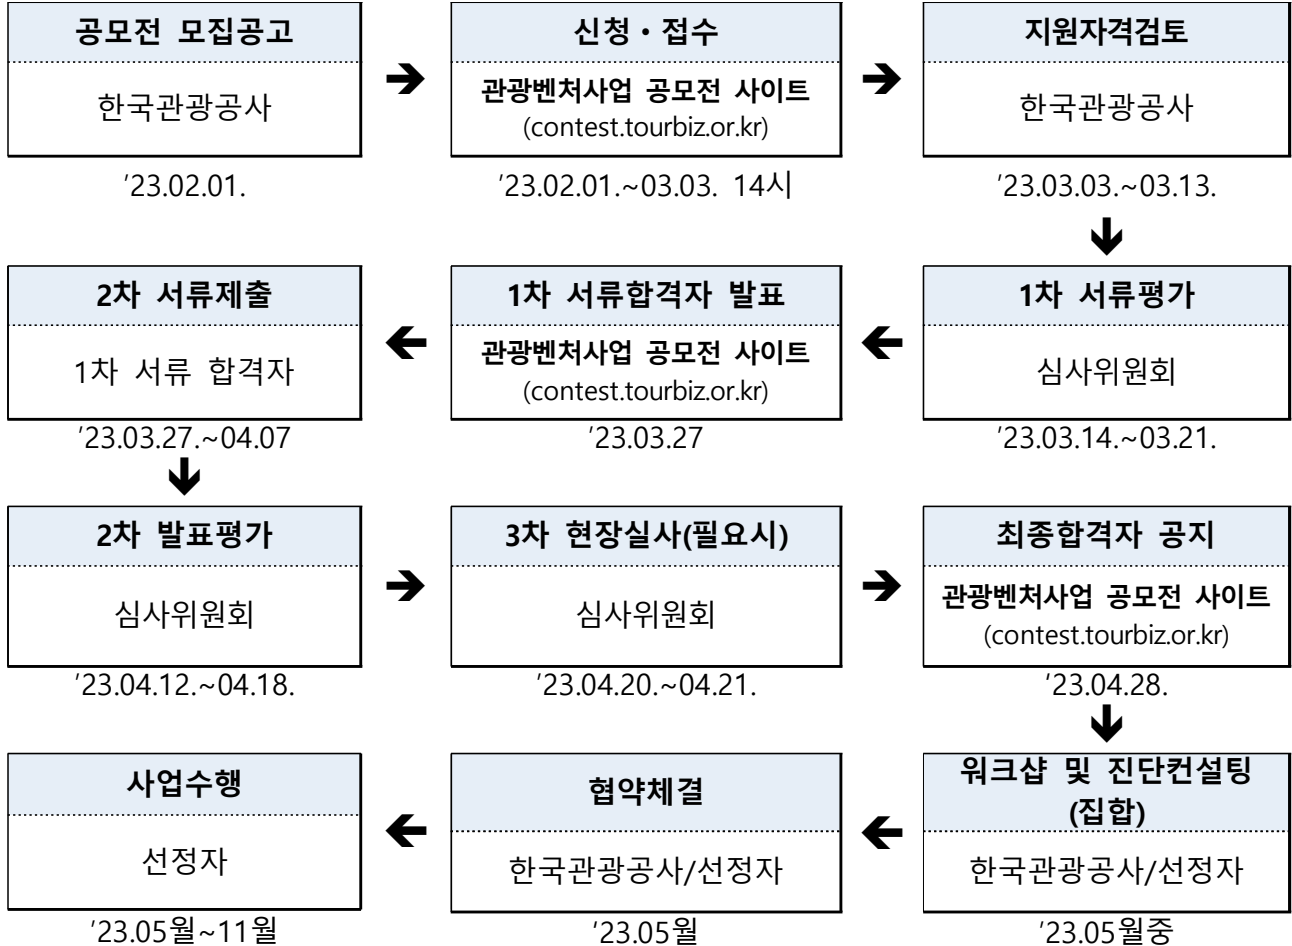 공모전 모집공고
한국관광공사
'23.02.01.
신청·접수
관광벤처사업 공모전 사이트
(contest.tourbiz.or.kr)
'23.02.01.~03.03. 14시
지원자격검토
한국관광공사
'23.03.03.~03.13.
1차 서류평가
심사위원회
'23.03.14.~03.21.
1차 서류합격자 발표
관광벤처사업 공모전 사이트
(contest.tourbiz.or.kr)
'23.03.27
2차 서류제출
1차 서류 합격자
'23.03.27.~04.07
2차 발표평가
심사위원회
'23.04.12.~04.18.
3차 현장실사(필요시)
심사위원회
'23.04.20.~04.21.
최종합격자 공지
관광벤처사업 공모전 사이트
(contest.tourbiz.or.kr)
'23.04.28.
워크샵 및 진단컨설팅
(집합)
한국관광공사/선정자
'23.05월중
협약체결
한국관광공사/선정자
'23.05월
사업수행
선정자
'23.05월~11월